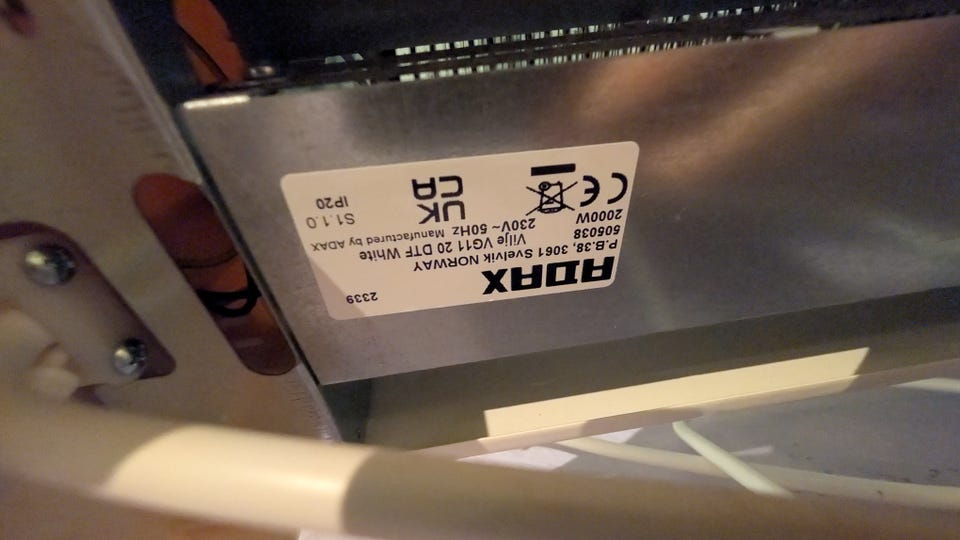 ADAX
2339
P.B.38, 3061 Svelvik NORWAY
606038 Vilje VG11 20 DTF White
2000W 230V~ 50Hz Manufactured by ADAX
CE UK CA S1.1.0
IP20